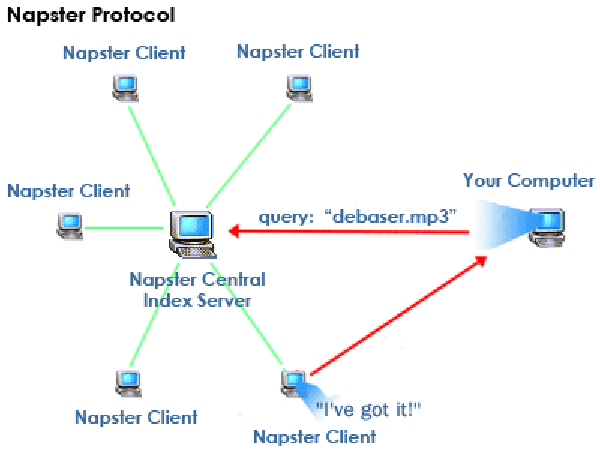 Napster Protocol
Napster Client
Napster Client
Napster Client
Your Computer
query: “debaser.mp3”
Napster Central
Index Server
Napster Client
"I've got it!"
Napster Client